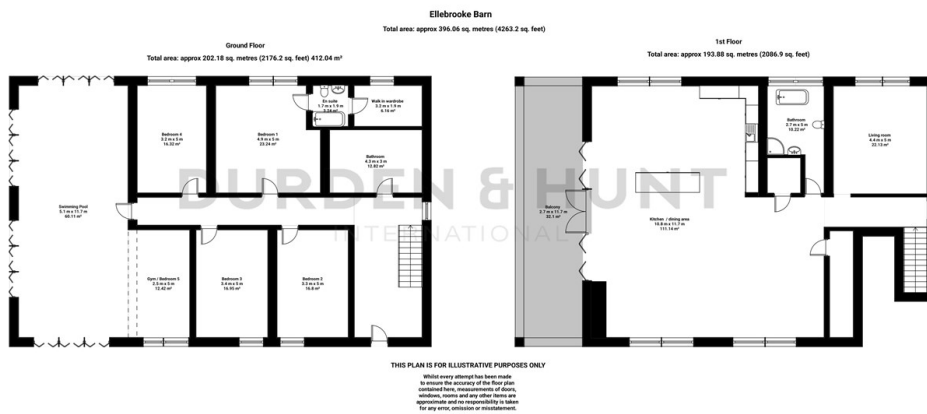 Ellebrooke Barn
Total area: approx 396.06 sq. metres (4263.2 sq. feet)
Ground Floor
Total area: approx 202.18 sq. metres (2176.2 sq. feet) 412.04 m³
1st Floor
Total area: approx 193.88 sq. metres (2086.9 sq. feet)
Bedroom 4
3.2 m x 5 m
16.32 m²
Bedroom 1
4.9 m x 5 m
23.24 m²
En suite
1.7 m x 1.9 m
3.24 m²
Walk in wardrobe
3.2 m x 1.9 m
6.16 m²
Bathroom
4.3 m x 3 m
12.82 m²
Swimming Pool
5.1 m x 11.7 m
60.11 m²
Gym / Bedroom 5
2.5 m x 5 m
12.42 m²
Bedroom 3
3.4 m x 5 m
16.95 m²
Bedroom 2
3.3 m x 5 m
16.8 m²
Bathroom
2.7 m x 5 m
10.22 m²
Living room
4.4 m x 5 m
22.13 m²
Balcony
2.7 m x 11.7 m
32.1 m²
Kitchen / dining area
10.8 m x 11.7 m
111.14 m²
DURDEN & HUNT
INTERNATIONAL
THIS PLAN IS FOR ILLUSTRATIVE PURPOSES ONLY
Whilst every attempt has been made
to ensure the accuracy of the floor plan
contained here, measurements of doors,
windows, rooms and any other items are
approximate and no responsibility is taken
for any error, omission or misstatement.